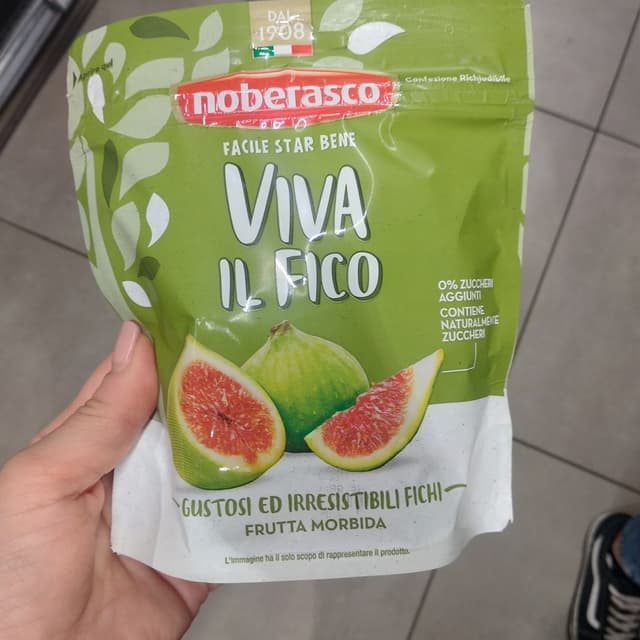 DAL
1908
Confezione Richiudibile
noberasco
FACILE STAR BENE
VIVA
IL FICO
0% ZUCCHERI
AGGIUNTI
CONTIENE
NATURALMENTE
ZUCCHERI
GUSTOSI ED IRRESISTIBILI FICHI
FRUTTA MORBIDA
L'immagine ha il solo scopo di rappresentare il prodotto.